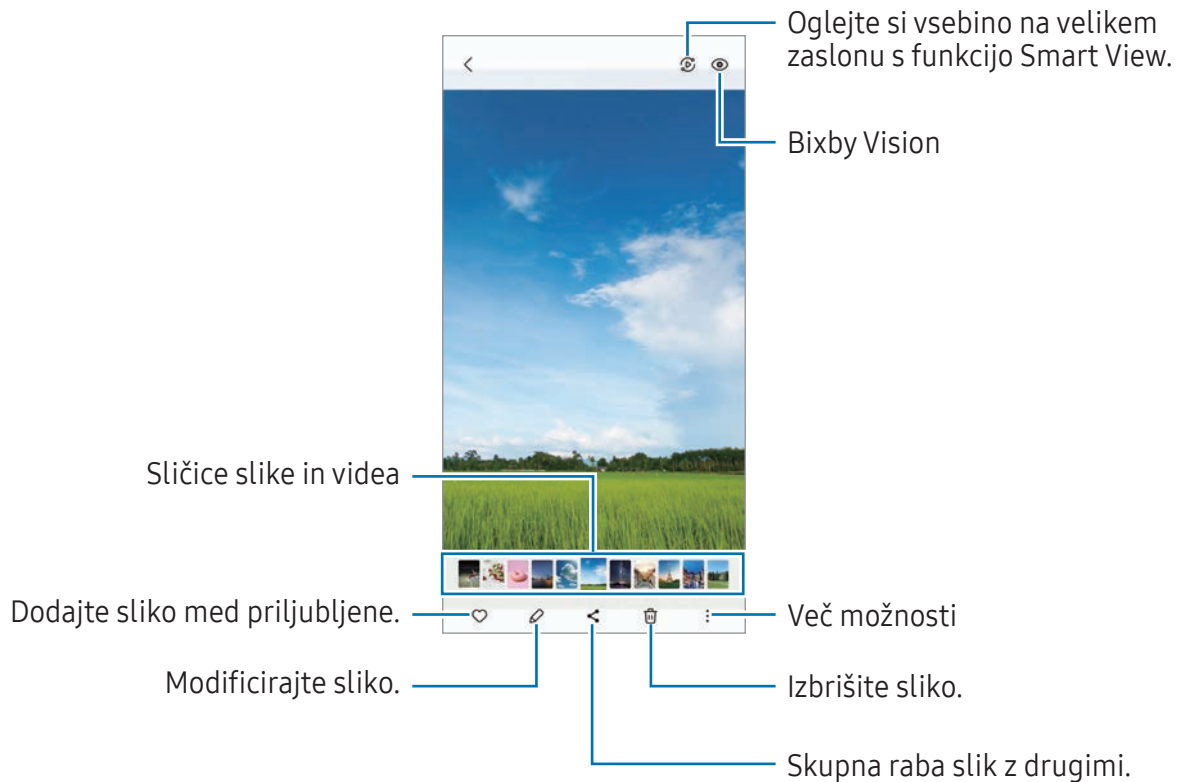 Oglejte si vsebino na velikem
zaslonu s funkcijo Smart View.
Bixby Vision
Sličice slike in videa
Dodajte sliko med priljubljene.
Več možnosti
Modificirajte sliko.
Izbrišite sliko.
Skupna raba slik z drugimi.